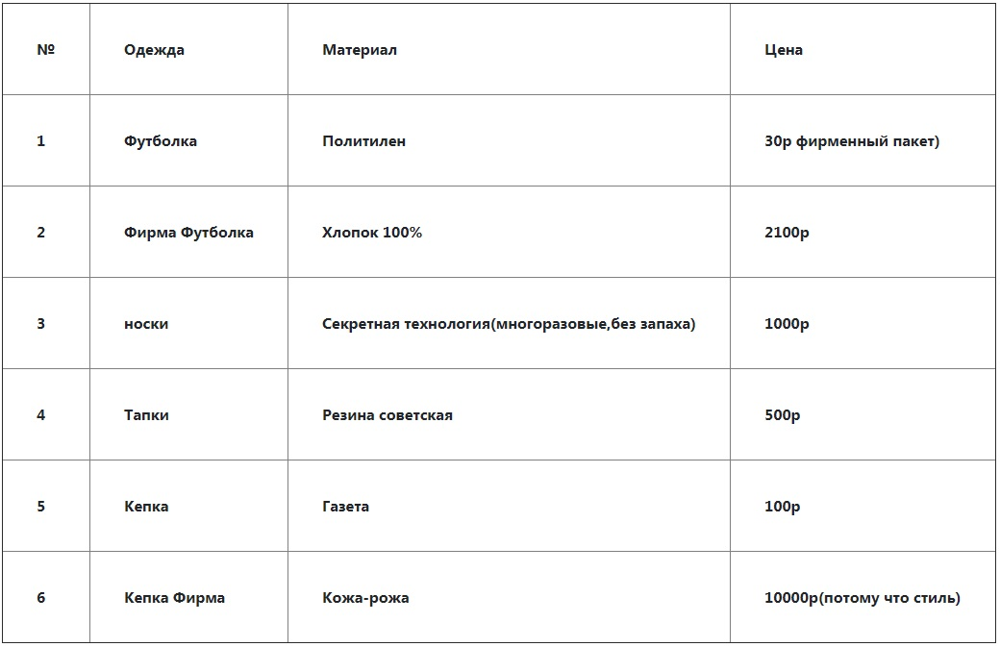 № Одежда Материал Цена
1 Футболка Политилен 30р фирменный пакет)
2 Фирма Футболка Хлопок 100% 2100р
3 носки Секретная технология(многоразовые,без запаха) 1000р
4 Тапки Резина советская 500р
5 Кепка Газета 100р
6 Кепка Фирма Кожа-рожа 10000р(потому что стиль)